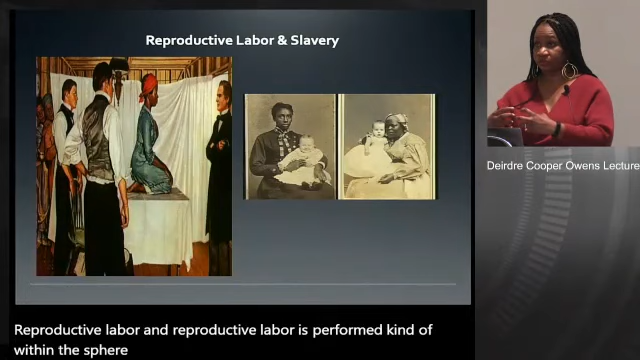 Reproductive Labor & Slavery
Deirdre Cooper Owens Lecture
Reproductive labor and reproductive labor is performed kind of
within the sphere